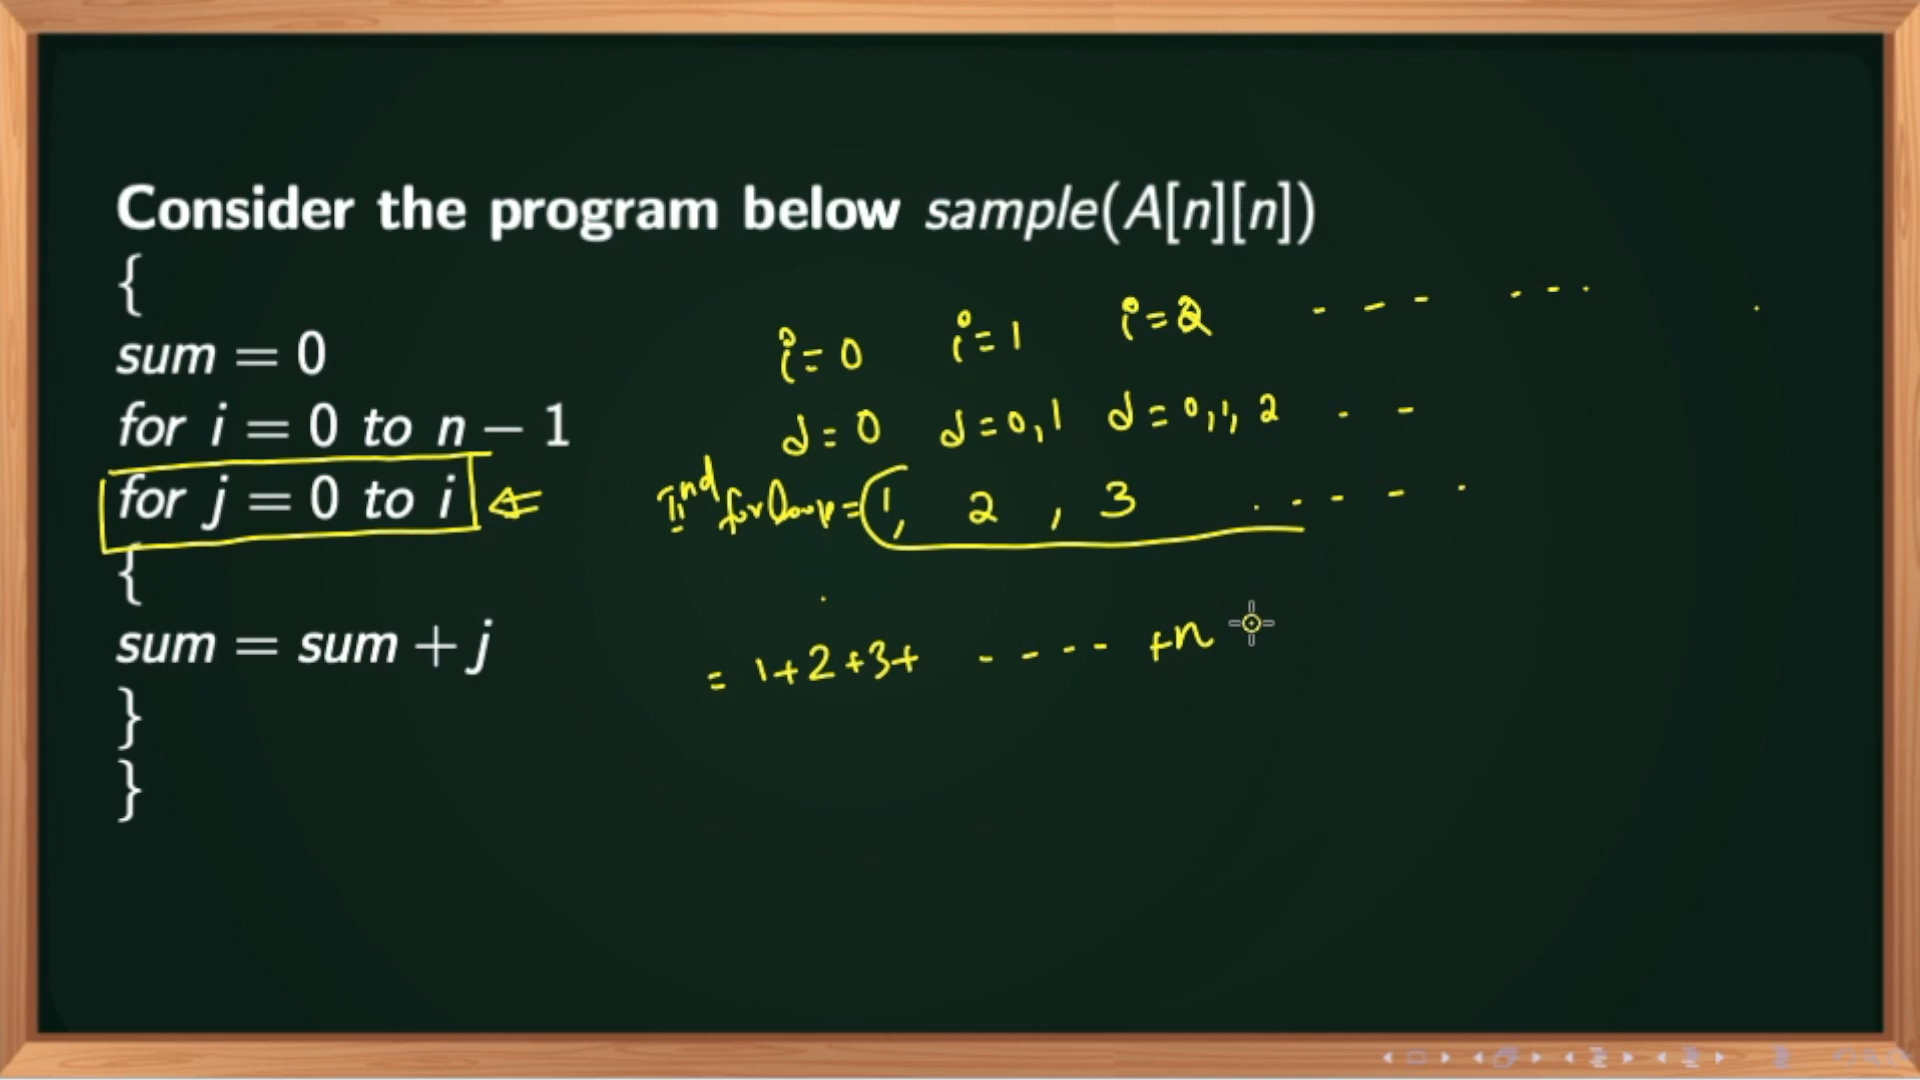 Consider the program below sample(A[n][n])
{
sum = 0
for i = 0 to n − 1
for j = 0 to i
{
sum = sum + j
}
}
i=0 i=1 i=2 - - - - - .
j=0 j=0,1 j=0,1,2 - -
IInd for loop = 1, 2, 3 . - - - .
= 1+2+3+ - - - - +n